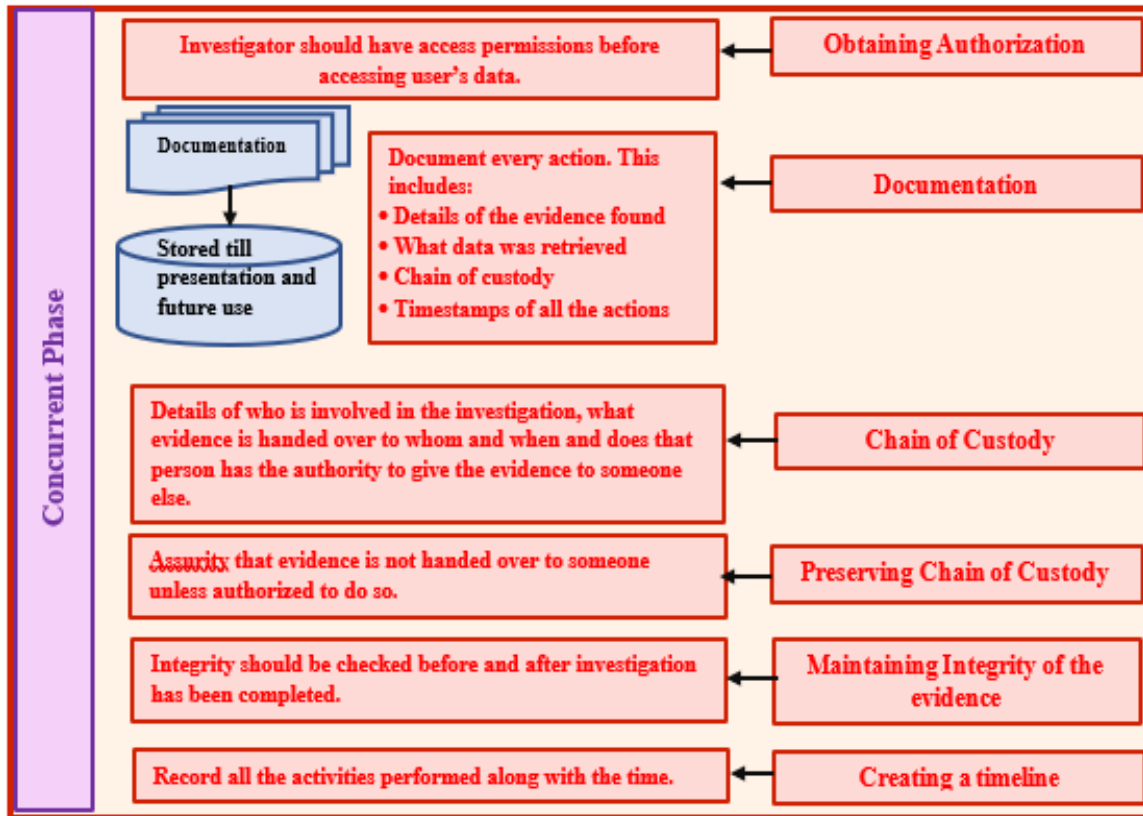 Concurrent Phase
Investigator should have access permissions before
accessing user's data.
Obtaining Authorization
Documentation
Stored till
presentation and
future use
Document every action. This
includes:
• Details of the evidence found
• What data was retrieved
• Chain of custody
• Timestamps of all the actions
Documentation
Details of who is involved in the investigation, what
evidence is handed over to whom and when and does that
person has the authority to give the evidence to someone
else.
Chain of Custody
Assurity that evidence is not handed over to someone
unless authorized to do so.
Preserving Chain of Custody
Integrity should be checked before and after investigation
has been completed.
Maintaining Integrity of the
evidence
Record all the activities performed along with the time.
Creating a timeline